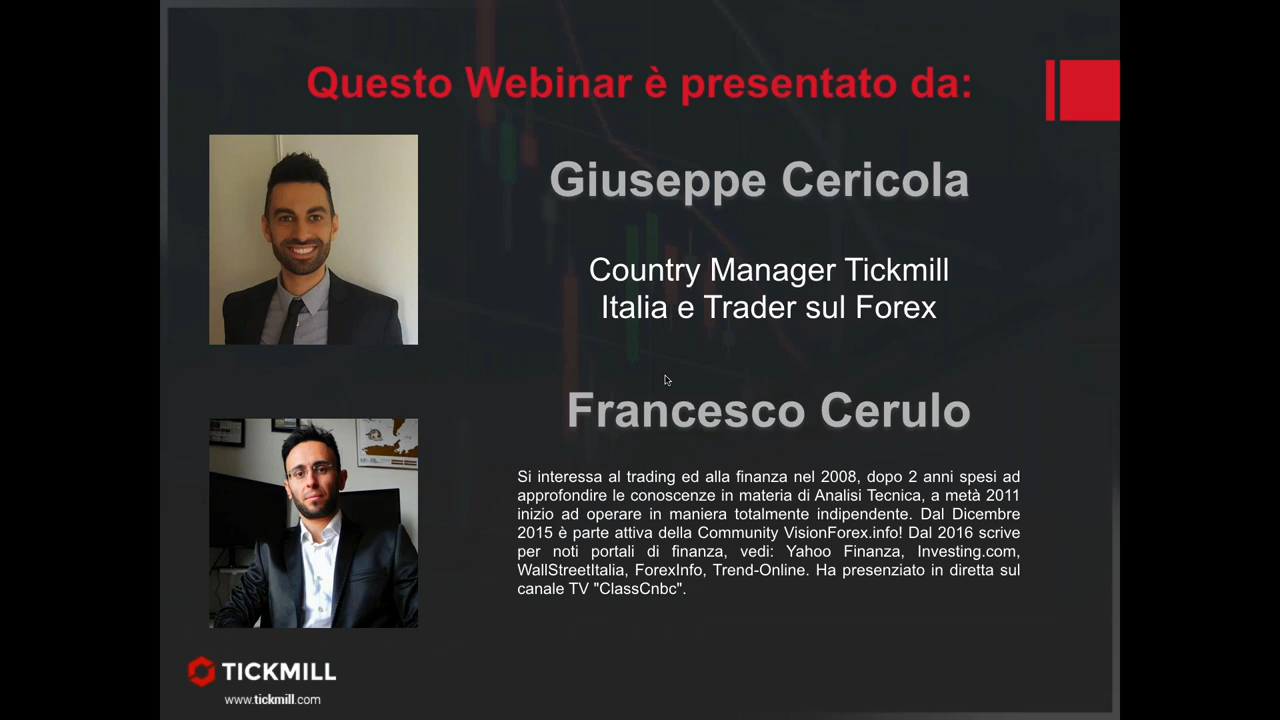 Questo Webinar è presentato da:
Giuseppe Cericola
Country Manager Tickmill
Italia e Trader sul Forex
Francesco Cerulo
Si interessa al trading ed alla finanza nel 2008, dopo 2 anni spesi ad
approfondire le conoscenze in materia di Analisi Tecnica, a metà 2011
inizio ad operare in maniera totalmente indipendente. Dal Dicembre
2015 è parte attiva della Community VisionForex.info! Dal 2016 scrive
per noti portali di finanza, vedi: Yahoo Finanza, Investing.com,
WallStreetItalia, ForexInfo, Trend-Online. Ha presenziato in diretta sul
canale TV "ClassCnbc".
TICKMILL
www.tickmill.com